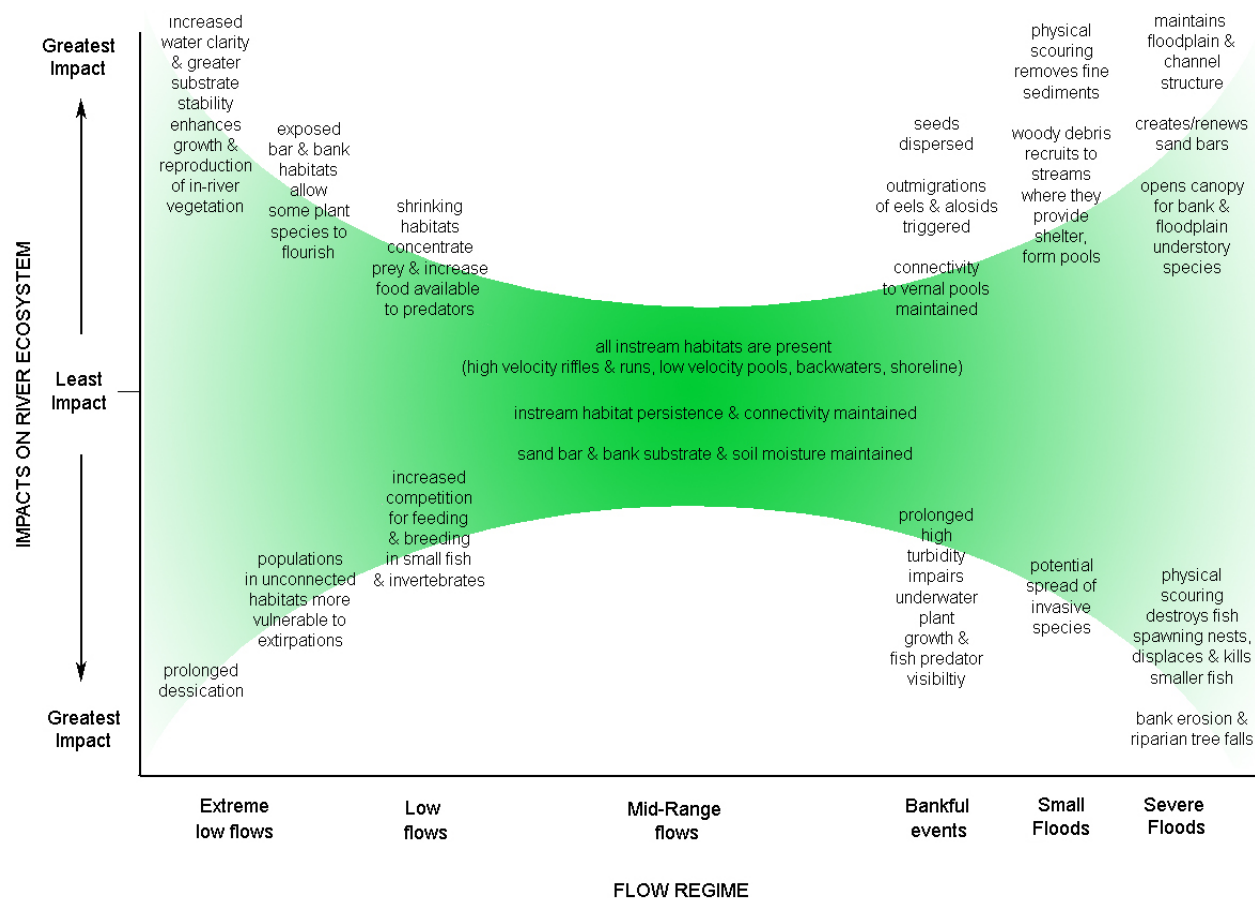 IMPACTS ON RIVER ECOSYSTEM
Greatest
Impact
Least
Impact
Greatest
Impact
increased
water clarity
& greater
substrate
stability
enhances
growth &
reproduction
of in-river
vegetation
exposed
bar & bank
habitats
allow
some plant
species to
flourish
shrinking
habitats
concentrate
prey & increase
food available
to predators
seeds
dispersed
outmigrations
of eels & alosids
triggered
connectivity
to vernal pools
maintained
physical
scouring
removes fine
sediments
woody debris
recruits to
streams
where they
provide
shelter,
form pools
maintains
floodplain &
channel
structure
creates/renews
sand bars
opens canopy
for bank &
floodplain
understory
species
all instream habitats are present
(high velocity riffles & runs, low velocity pools, backwaters, shoreline)
instream habitat persistence & connectivity maintained
sand bar & bank substrate & soil moisture maintained
prolonged
dessication
populations
in unconnected
habitats more
vulnerable to
extirpations
increased
competition
for feeding
& breeding
in small fish
& invertebrates
prolonged
high
turbidity
impairs
underwater
plant
growth &
fish predator
visibiltiy
potential
spread of
invasive
species
physical
scouring
destroys fish
spawning nests,
displaces & kills
smaller fish
bank erosion &
riparian tree falls
Extreme
low flows
Low
flows
Mid-Range
flows
Bankful
events
Small
Floods
Severe
Floods
FLOW REGIME